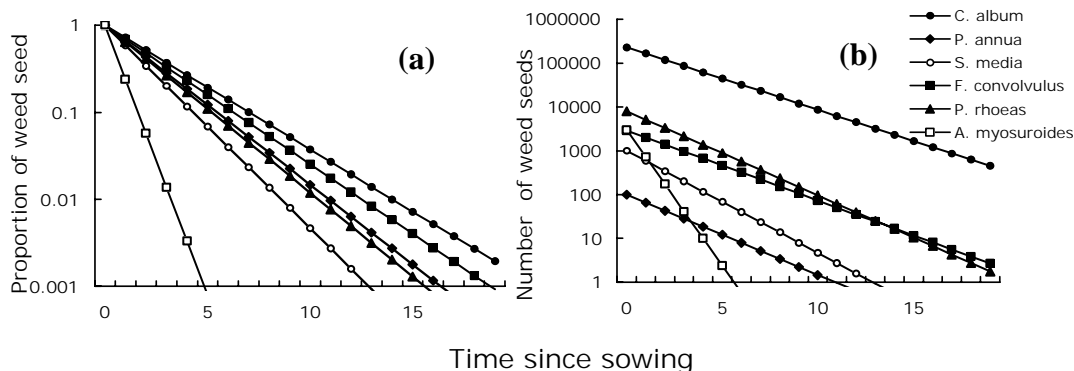 Proportion of weed seed
1
0.1
0.01
0.001
0 5 10 15
(a)
Number of weed seeds
1000000
100000
10000
1000
100
10
1
0 5 10 15
(b)
C. album
P. annua
S. media
F. convolvulus
P. rhoeas
A. myosuroides
Time since sowing